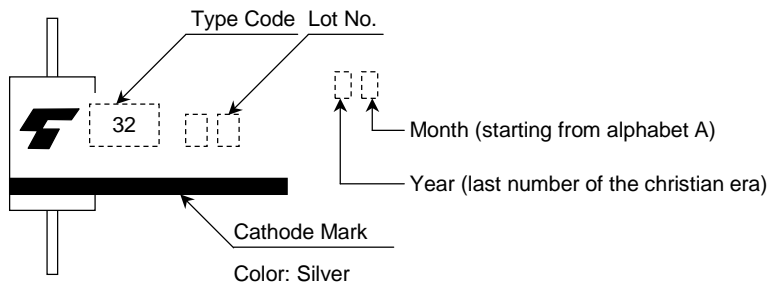 Type Code
Lot No.
32
Month (starting from alphabet A)
Year (last number of the christian era)
Cathode Mark
Color: Silver